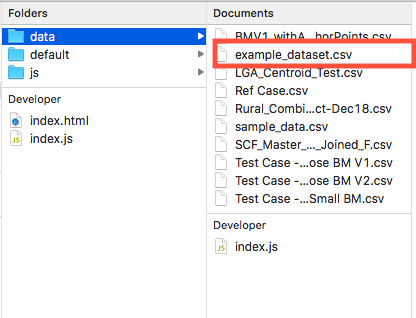 Folders
data
default
js
Developer
index.html
index.js
Documents
BMV1_withA...horPoints.csv
example_dataset.csv
LGA_Centroid_Test.csv
Ref Case.csv
Rural_Combi...ct-Dec18.csv
sample_data.csv
SCF_Master_..._Joined_F.csv
Test Case -...ose BM V1.csv
Test Case -...ose BM V2.csv
Test Case -...Small BM.csv
Developer
index.js